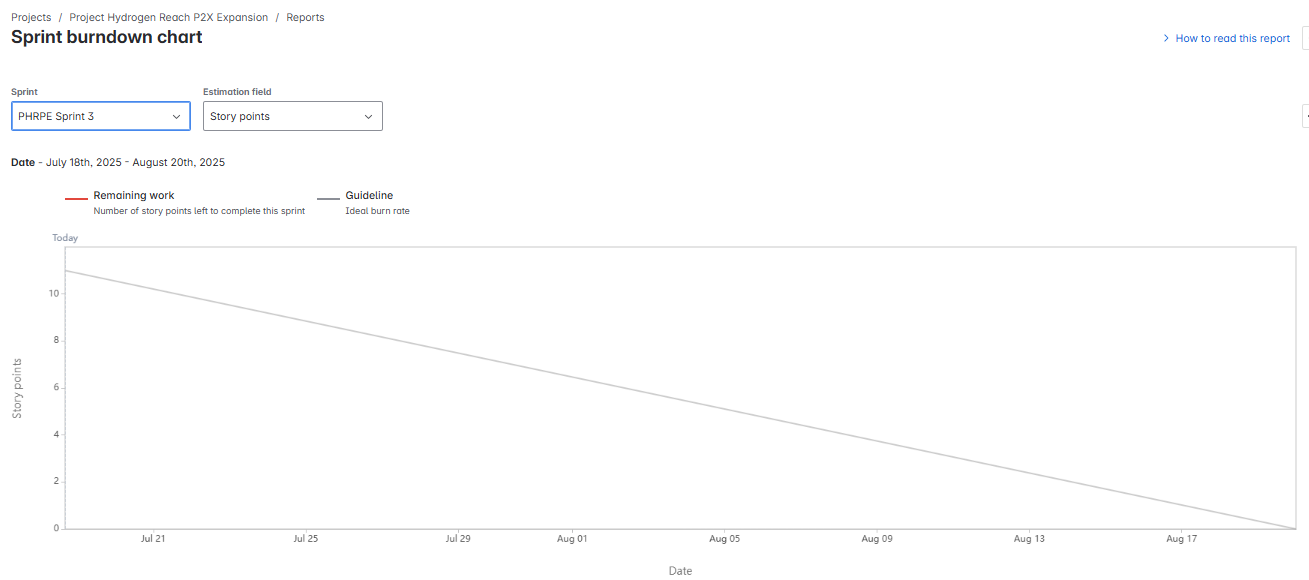 Projects / Project Hydrogen Reach P2X Expansion / Reports
Sprint burndown chart
How to read this report
Sprint
Estimation field
PHRPE Sprint 3
Story points
Date - July 18th, 2025 - August 20th, 2025
Remaining work
Number of story points left to complete this sprint
Guideline
Ideal burn rate
Today
10
8
6
4
2
0
Story points
Jul 21
Jul 25
Jul 29
Aug 01
Aug 05
Aug 09
Aug 13
Aug 17
Date